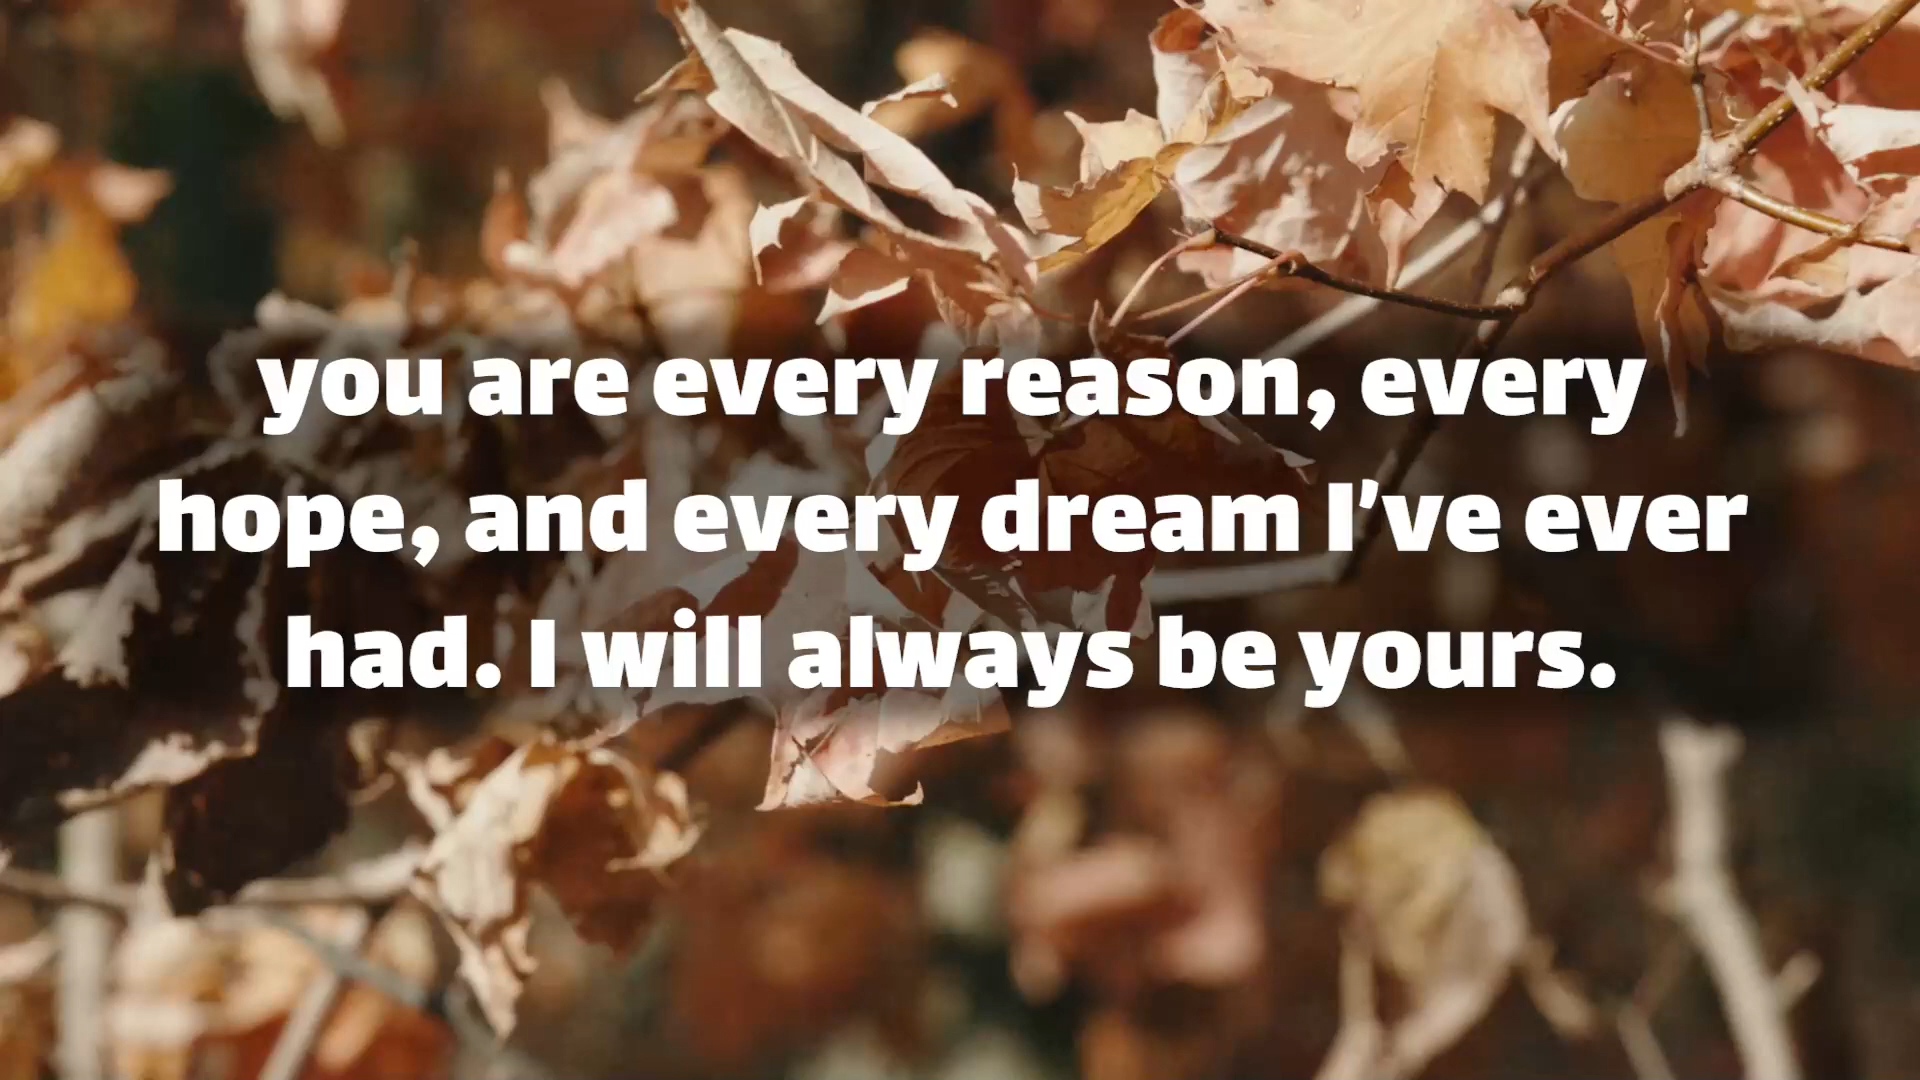 you are every reason, every
hope, and every dream I've ever
had. I will always be yours.